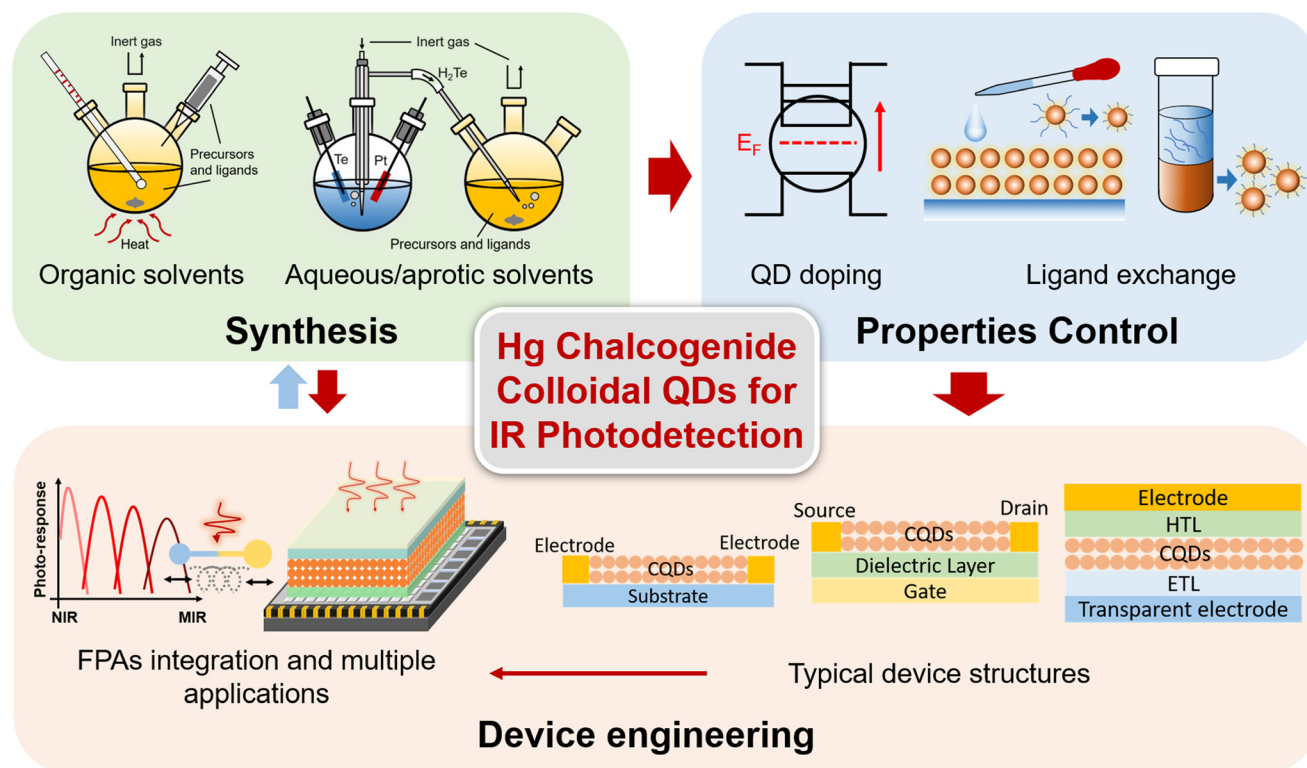 Inert gas
Precursors
and ligands
Heat
Organic solvents
Inert gas
H₂Te
Te
Pt
Precursors and ligands
Aqueous/aprotic solvents
Synthesis
E_F
QD doping
Ligand exchange
Properties Control
Hg Chalcogenide
Colloidal QDs for
IR Photodetection
Photo-response
NIR
MIR
FPAs integration and multiple
applications
Electrode
Electrode
CQDs
Substrate
Source
Drain
CQDs
Dielectric Layer
Gate
Electrode
HTL
CQDs
ETL
Transparent electrode
Typical device structures
Device engineering